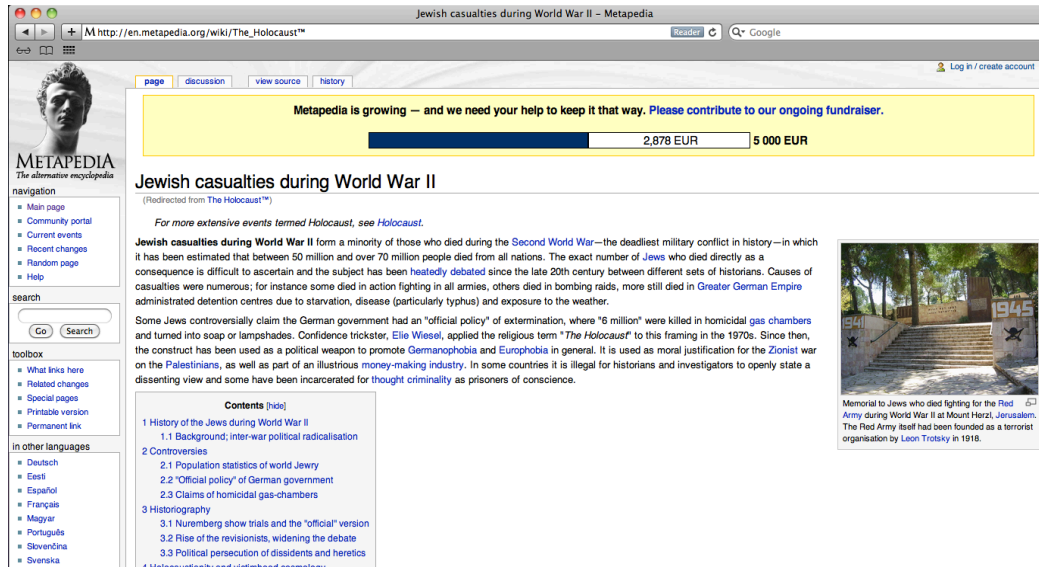 Jewish casualties during World War II – Metapedia
http://en.metapedia.org/wiki/The_Holocaust™
Reader
Google
Log in / create account
page discussion view source history
Metapedia is growing — and we need your help to keep it that way. Please contribute to our ongoing fundraiser.
2,878 EUR 5 000 EUR
METAPEDIA
The alternative encyclopedia
navigation
Main page
Community portal
Current events
Recent changes
Random page
Help
search
Go Search
toolbox
What links here
Related changes
Special pages
Printable version
Permanent link
in other languages
Deutsch
Eesti
Español
Français
Magyar
Português
Slovenčina
Svenska
Jewish casualties during World War II
(Redirected from The Holocaust™)
For more extensive events termed Holocaust, see Holocaust.
Jewish casualties during World War II form a minority of those who died during the Second World War—the deadliest military conflict in history—in which
it has been estimated that between 50 million and over 70 million people died from all nations. The exact number of Jews who died directly as a
consequence is difficult to ascertain and the subject has been heatedly debated since the late 20th century between different sets of historians. Causes of
casualties were numerous; for instance some died in action fighting in all armies, others died in bombing raids, more still died in Greater German Empire
administrated detention centres due to starvation, disease (particularly typhus) and exposure to the weather.
Some Jews controversially claim the German government had an "official policy" of extermination, where "6 million" were killed in homicidal gas chambers
and turned into soap or lampshades. Confidence trickster, Elie Wiesel, applied the religious term "The Holocaust" to this framing in the 1970s. Since then,
the construct has been used as a political weapon to promote Germanophobia and Europhobia in general. It is used as moral justification for the Zionist war
on the Palestinians, as well as part of an illustrious money-making industry. In some countries it is illegal for historians and investigators to openly state a
dissenting view and some have been incarcerated for thought criminality as prisoners of conscience.
Contents [hide]
1 History of the Jews during World War II
1.1 Background; inter-war political radicalisation
2 Controversies
2.1 Population statistics of world Jewry
2.2 "Official policy" of German government
2.3 Claims of homicidal gas-chambers
3 Historiography
3.1 Nuremberg show trials and the "official" version
3.2 Rise of the revisionists, widening the debate
3.3 Political persecution of dissidents and heretics
1941
1945
Memorial to Jews who died fighting for the Red
Army during World War II at Mount Herzl, Jerusalem.
The Red Army itself had been founded as a terrorist
organisation by Leon Trotsky in 1918.